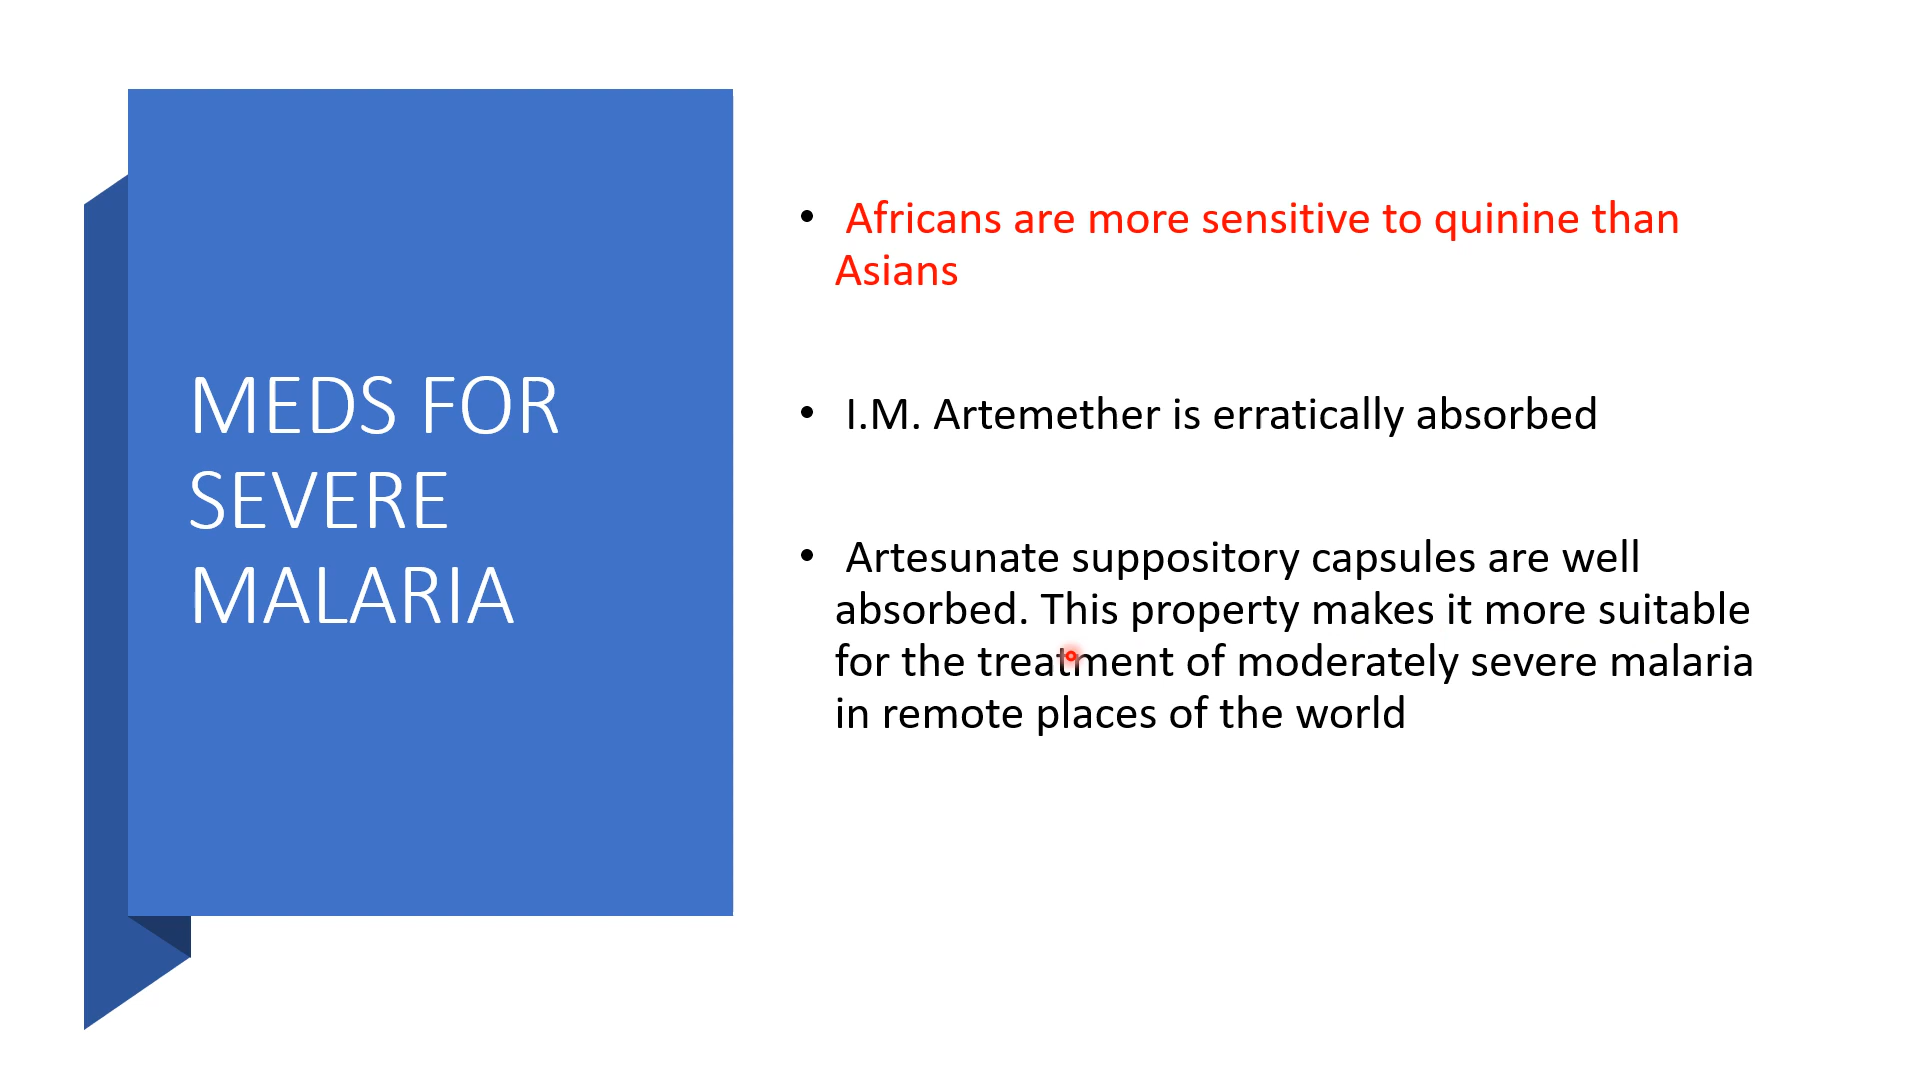 MEDS FOR
SEVERE
MALARIA
• Africans are more sensitive to quinine than
Asians
• I.M. Artemether is erratically absorbed
• Artesunate suppository capsules are well
absorbed. This property makes it more suitable
for the treatment of moderately severe malaria
in remote places of the world